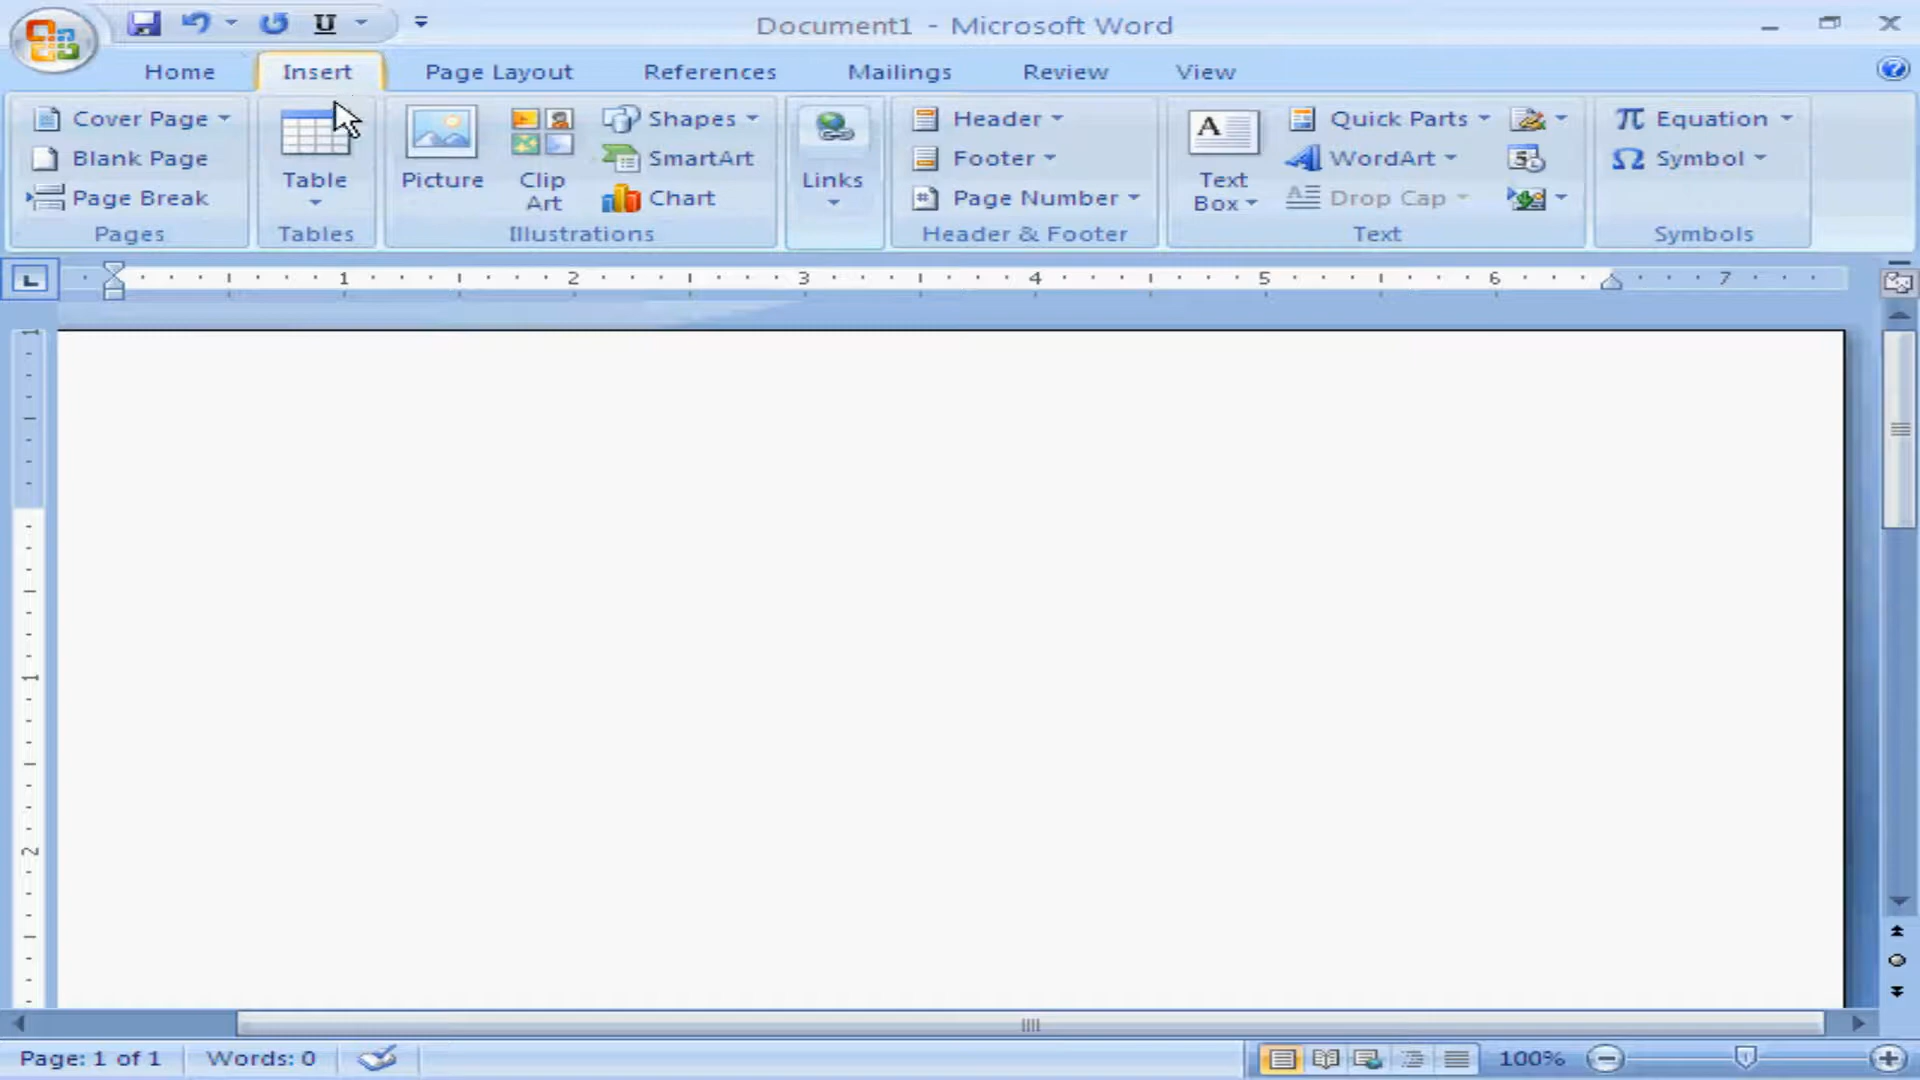 U
Document1 - Microsoft Word
Home Insert Page Layout References Mailings Review View
Cover Page
Blank Page
Page Break
Pages
Table
Tables
Picture
Clip
Art
Shapes
SmartArt
Chart
Illustrations
Links
Header
Footer
Page Number
Header & Footer
A
Text
Box
Quick Parts
WordArt
Drop Cap
Text
π Equation
Ω Symbol
Symbols
L
1 2 3 4 5 6 7
1
1
2
Page: 1 of 1 Words: 0 100%